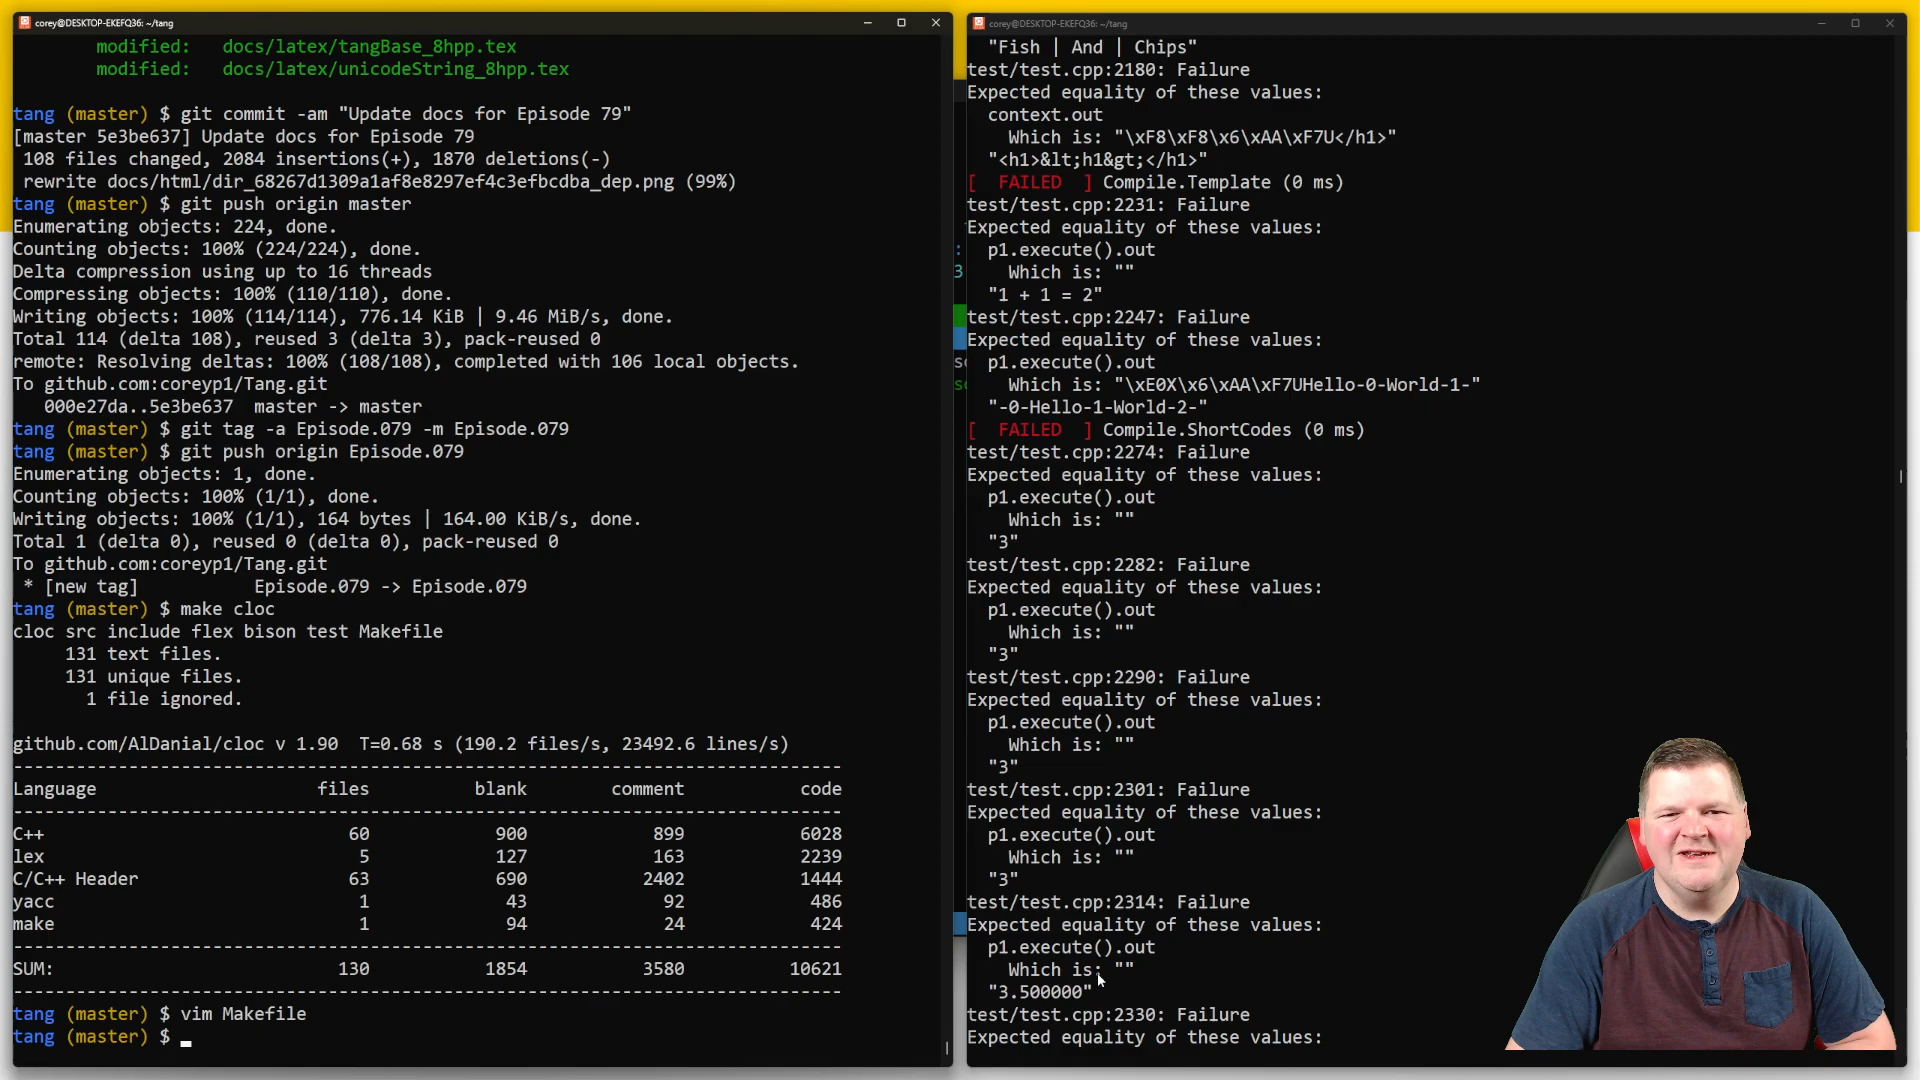 corey@DESKTOP-EKEFQ36: ~/tang
modified:   docs/latex/tangBase_8hpp.tex
modified:   docs/latex/unicodeString_8hpp.tex
tang (master) $ git commit -am "Update docs for Episode 79"
[master 5e3be637] Update docs for Episode 79
108 files changed, 2084 insertions(+), 1870 deletions(-)
rewrite docs/html/dir_68267d1309a1af8e8297ef4c3efbcdba_dep.png (99%)
tang (master) $ git push origin master
Enumerating objects: 224, done.
Counting objects: 100% (224/224), done.
Delta compression using up to 16 threads
Compressing objects: 100% (110/110), done.
Writing objects: 100% (114/114), 776.14 KiB | 9.46 MiB/s, done.
Total 114 (delta 108), reused 3 (delta 3), pack-reused 0
remote: Resolving deltas: 100% (108/108), completed with 106 local objects.
To github.com:coreyp1/Tang.git
000e27da..5e3be637  master -> master
tang (master) $ git tag -a Episode.079 -m Episode.079
tang (master) $ git push origin Episode.079
Enumerating objects: 1, done.
Counting objects: 100% (1/1), done.
Writing objects: 100% (1/1), 164 bytes | 164.00 KiB/s, done.
Total 1 (delta 0), reused 0 (delta 0), pack-reused 0
To github.com:coreyp1/Tang.git
* [new tag]         Episode.079 -> Episode.079
tang (master) $ make cloc
cloc src include flex bison test Makefile
131 text files.
131 unique files.
1 file ignored.
github.com/AlDanial/cloc v 1.90  T=0.68 s (190.2 files/s, 23492.6 lines/s)
-------------------------------------------------------------------------------
Language                     files          blank        comment           code
-------------------------------------------------------------------------------
C++                             60            900            899           6028
lex                              5            127            163           2239
C/C++ Header                    63            690           2402           1444
yacc                             1             43             92            486
make                             1             94             24            424
-------------------------------------------------------------------------------
SUM:                           130           1854           3580          10621
-------------------------------------------------------------------------------
tang (master) $ vim Makefile
tang (master) $
corey@DESKTOP-EKEFQ36: ~/tang
"Fish | And | Chips"
test/test.cpp:2180: Failure
Expected equality of these values:
context.out
Which is: "\xF8\xF8\x6\xAA\xF7U</h1>"
"<h1>&lt;h1&gt;</h1>"
[  FAILED  ] Compile.Template (0 ms)
test/test.cpp:2231: Failure
Expected equality of these values:
p1.execute().out
Which is: ""
"1 + 1 = 2"
test/test.cpp:2247: Failure
Expected equality of these values:
p1.execute().out
Which is: "\xE0X\x6\xAA\xF7UHello-0-World-1-"
"-0-Hello-1-World-2-"
[  FAILED  ] Compile.ShortCodes (0 ms)
test/test.cpp:2274: Failure
Expected equality of these values:
p1.execute().out
Which is: ""
"3"
test/test.cpp:2282: Failure
Expected equality of these values:
p1.execute().out
Which is: ""
"3"
test/test.cpp:2290: Failure
Expected equality of these values:
p1.execute().out
Which is: ""
"3"
test/test.cpp:2301: Failure
Expected equality of these values:
p1.execute().out
Which is: ""
"3"
test/test.cpp:2314: Failure
Expected equality of these values:
p1.execute().out
Which is: ""
"3.500000"
test/test.cpp:2330: Failure
Expected equality of these values: